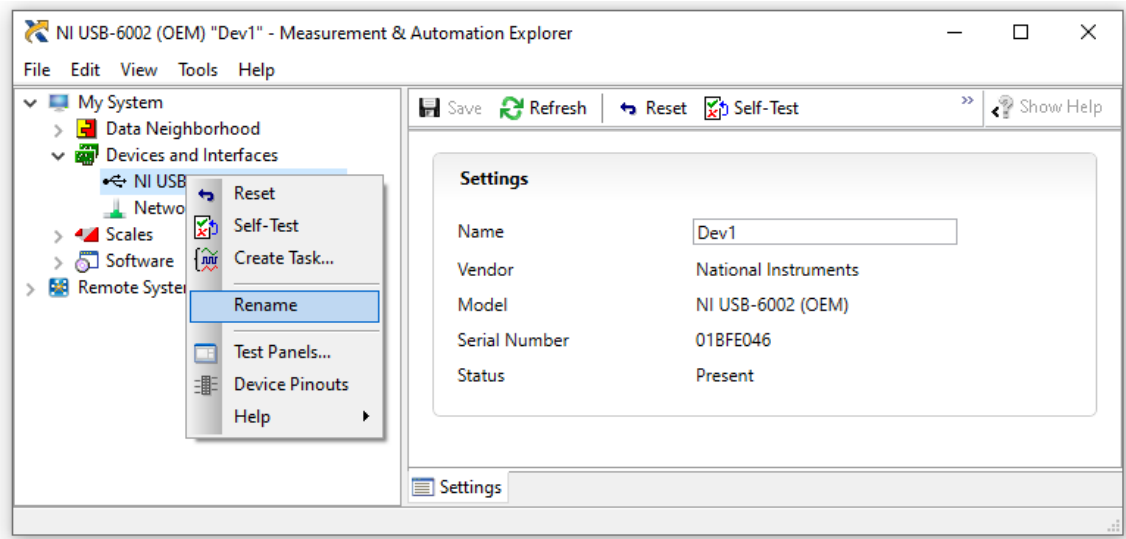 NI USB-6002 (OEM) "Dev1" - Measurement & Automation Explorer
File Edit View Tools Help
My System
Data Neighborhood
Devices and Interfaces
NI USB
Netwo
Scales
Software
Remote Syste
Reset
Self-Test
Create Task...
Rename
Test Panels...
Device Pinouts
Help
Save Refresh Reset Self-Test » Show Help
Settings
Name Dev1
Vendor National Instruments
Model NI USB-6002 (OEM)
Serial Number 01BFE046
Status Present
Settings